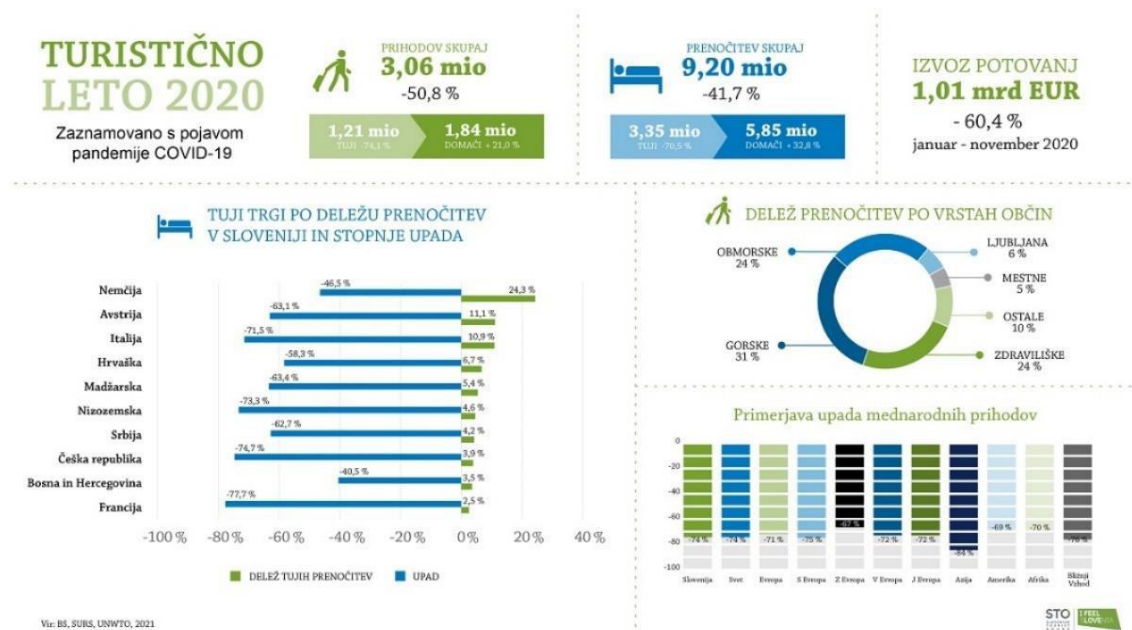 TURISTIČNO
LETO 2020
Zaznamovano s pojavom
pandemije COVID-19
PRIHODOV SKUPAJ
3,06 mio
-50,8 %
1,21 mio
TUJI -74,1 %
1,84 mio
DOMAČI +21,0 %
PRENOČITEV SKUPAJ
9,20 mio
-41,7 %
3,35 mio
TUJI -70,5 %
5,85 mio
DOMAČI +32,8 %
IZVOZ POTOVANJ
1,01 mrd EUR
- 60,4 %
januar - november 2020
TUJI TRGI PO DELEŽU PRENOČITEV
V SLOVENIJI IN STOPNJE UPADA
Nemčija -46,5 % 24,3 %
Avstrija -63,1 % 11,1 %
Italija -71,5 % 10,9 %
Hrvaška -58,3 % 6,7 %
Madžarska -63,4 % 5,4 %
Nizozemska -73,3 % 4,6 %
Srbija -62,7 % 4,2 %
Češka republika -74,7 % 3,9 %
Bosna in Hercegovina -40,5 % 3,5 %
Francija -77,7 % 2,5 %
-100 % -80 % -60 % -40 % -20 % 0 % 20 % 40 %
DELEŽ TUJIH PRENOČITEV UPAD
DELEŽ PRENOČITEV PO VRSTAH OBČIN
OBMORSKE
24 %
LJUBLJANA
6 %
MESTNE
5 %
OSTALE
10 %
GORSKE
31 %
ZDRAVILIŠKE
24 %
Primerjava upada mednarodnih prihodov
0
-20
-40
-60
-80
-100
-74 % -74 % -71 % -75 % -67 % -72 % -72 % -84 % -69 % -70 %
Slovenija Svet Evropa S Evropa Z Evropa V Evropa J Evropa Azija Amerika Afrika Bližnji
Vzhod
Vir: BS, SURS, UNWTO, 2021
STO
I FEEL
SLOVENIA